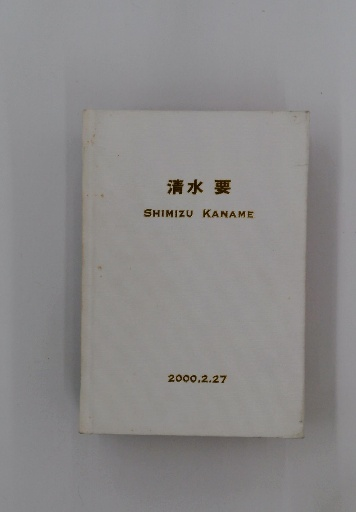 清水 要
SHIMIZU KANAME
2000.2.27